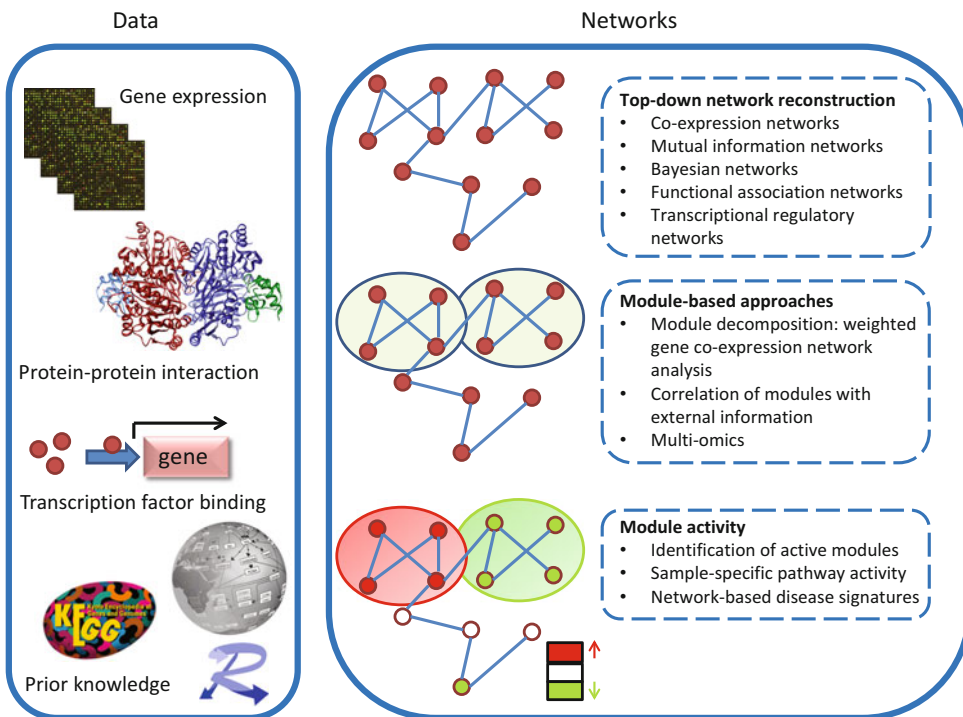 Data
Networks
Gene expression
Protein-protein interaction
gene
Transcription factor binding
KEGG
Prior knowledge
R
Top-down network reconstruction
• Co-expression networks
• Mutual information networks
• Bayesian networks
• Functional association networks
• Transcriptional regulatory
networks
Module-based approaches
• Module decomposition: weighted
gene co-expression network
analysis
• Correlation of modules with
external information
• Multi-omics
Module activity
• Identification of active modules
• Sample-specific pathway activity
• Network-based disease signatures